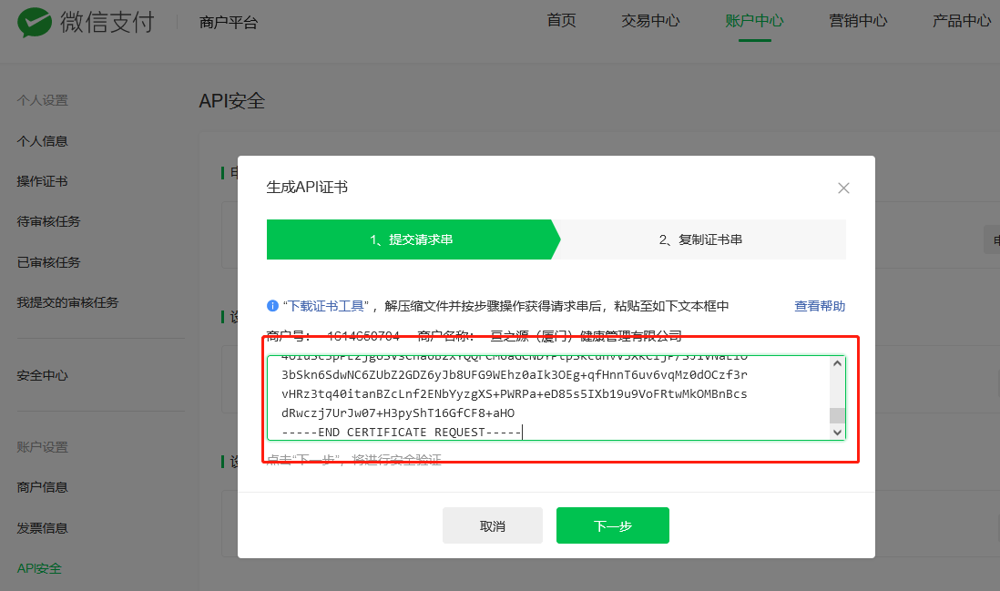 微信支付 商户平台 首页 交易中心 账户中心 营销中心 产品中心
个人设置
API安全
个人信息
操作证书
待审核任务
已审核任务
我提交的审核任务
安全中心
账户设置
商户信息
发票信息
API安全
生成API证书
1、提交请求串 2、复制证书串
“下载证书工具” ，解压缩文件并按步骤操作获得请求串后，粘贴至如下文本框中 查看帮助
商户号： 商户名称： 豆之源（厦门）健康管理有限公司
3bSkn6SdwNC6ZUbZ2GDZ6yJb8UFG9WEhz0aIk3OEg+qfHnnT6uv6vqMz0dOCzf3r
vHRz3tq40itanBZcLnf2ENbYyzgXS+PWRPa+eD85s5IXb19u9VoFRtwMkOMBnBcs
dRwczj7UrJw07+H3pyShT16GfCF8+aHO
-----END CERTIFICATE REQUEST-----
点击“下一步”，将进行安全验证
取消 下一步